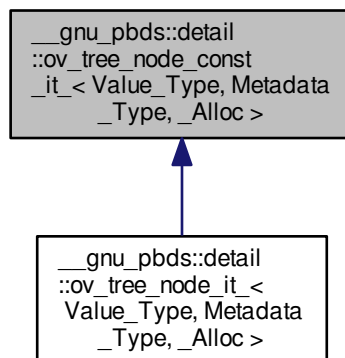 __gnu_pbds::detail
::ov_tree_node_const
_it_< Value_Type, Metadata
_Type, _Alloc >
__gnu_pbds::detail
::ov_tree_node_it_<
Value_Type, Metadata
_Type, _Alloc >